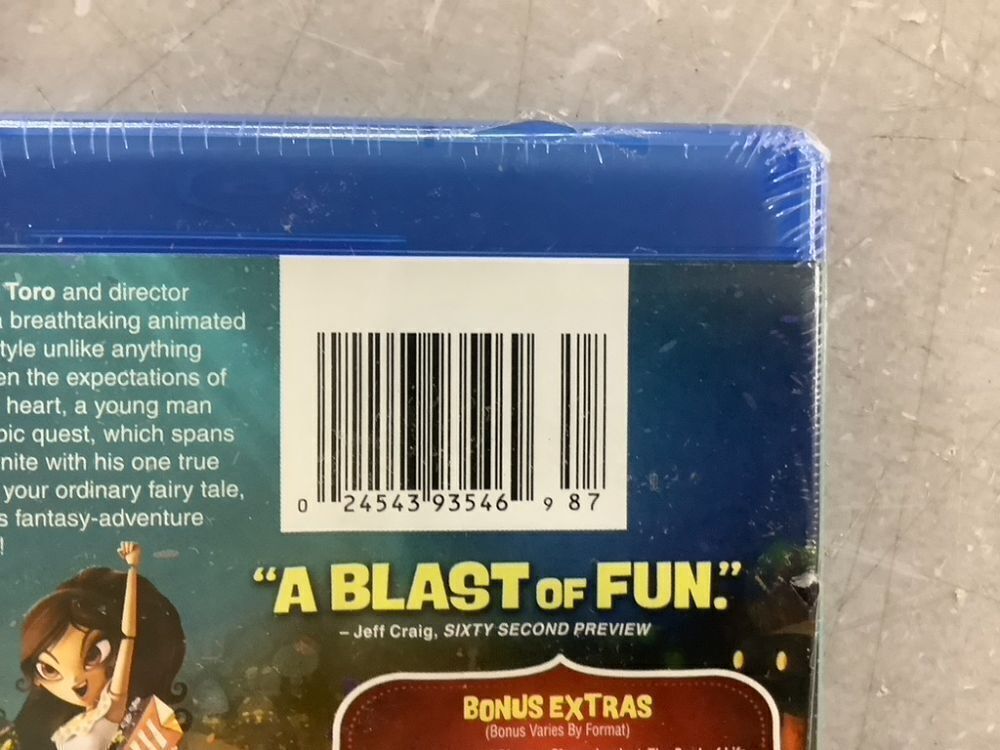 Toro and director
a breathtaking animated
tyle unlike anything
en the expectations of
heart, a young man
pic quest, which spans
nite with his one true
your ordinary fairy tale,
s fantasy-adventure
!
0 24543 93546 9 87
“A BLAST OF FUN.”
– Jeff Craig, SIXTY SECOND PREVIEW
BONUS EXTRAS
(Bonus Varies By Format)